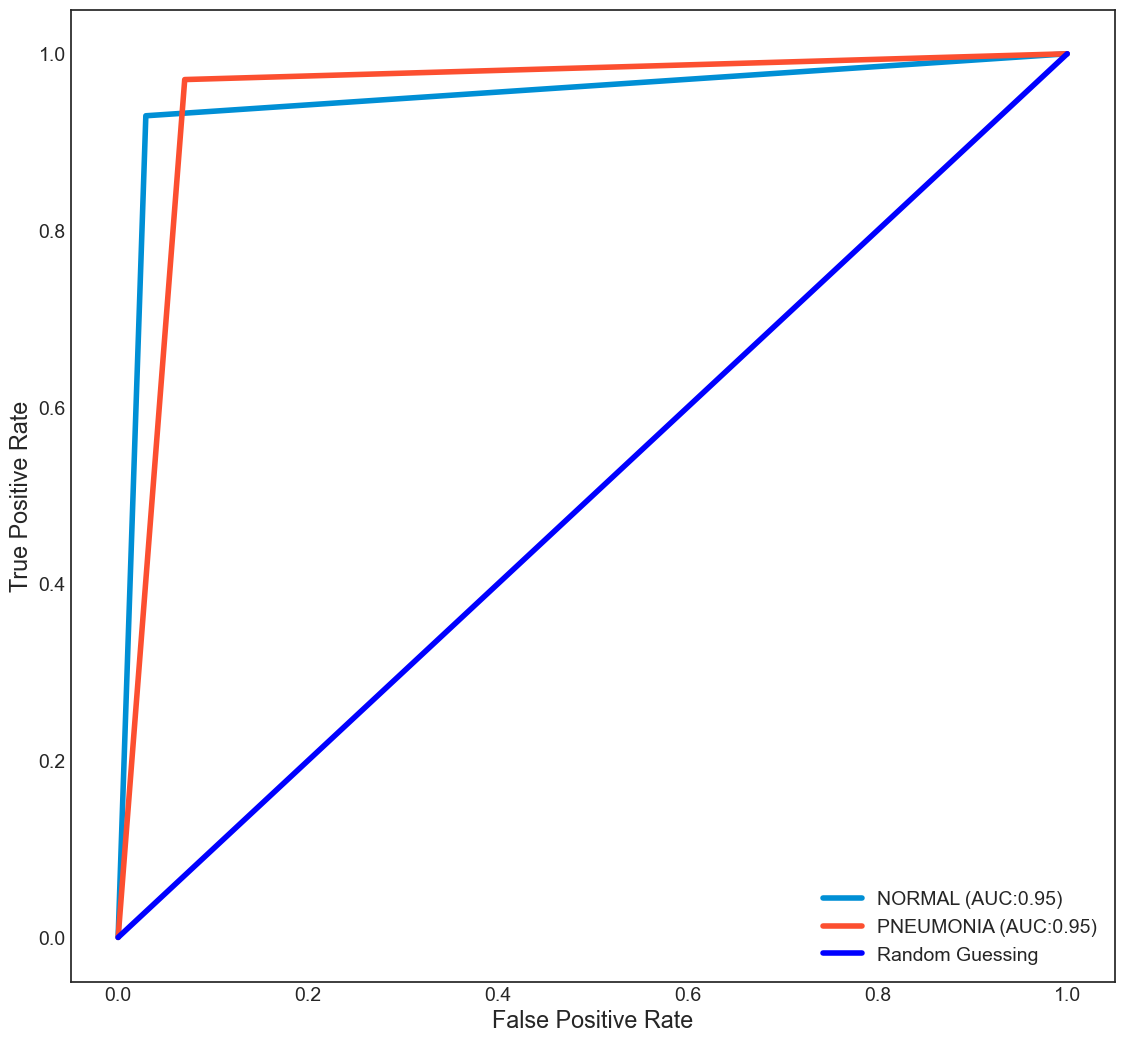 1.0
0.8
0.6
0.4
0.2
0.0
True Positive Rate
NORMAL (AUC:0.95)
PNEUMONIA (AUC:0.95)
Random Guessing
0.0 0.2 0.4 0.6 0.8 1.0
False Positive Rate